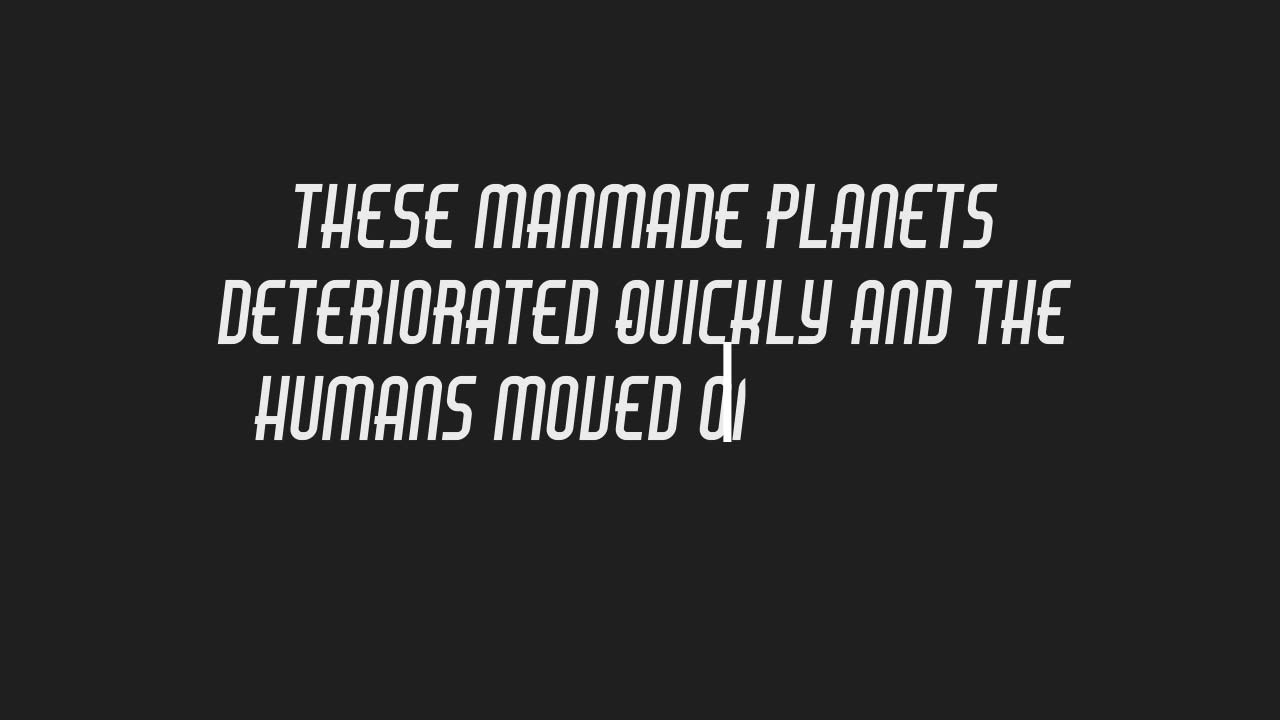 THESE MANMADE PLANETS
DETERIORATED QUICKLY AND THE
HUMANS MOVED